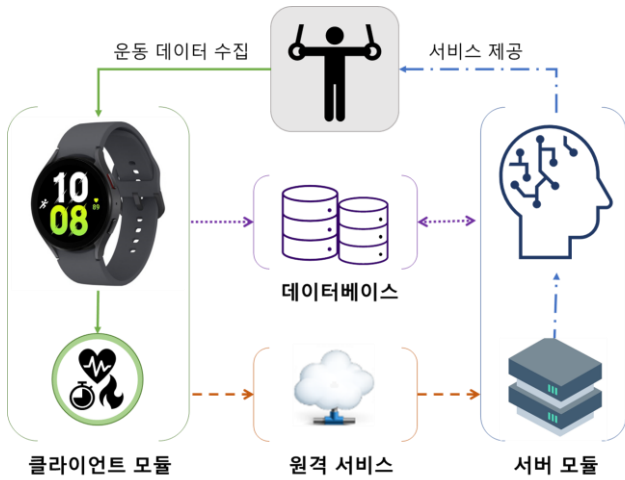 운동 데이터 수집
서비스 제공
10
08
데이터베이스
클라이언트 모듈
원격 서비스
서버 모듈